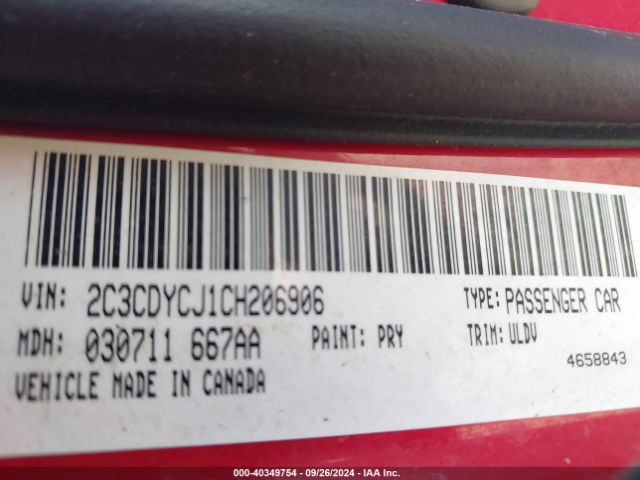 VIN: 2C3CDYCJ1CH206906 TYPE: PASSENGER CAR
MDH: 030711 667AA PAINT: PRY TRIM: ULDV
4658843
VEHICLE MADE IN CANADA
000-40349754 - 09/26/2024 - IAA Inc.